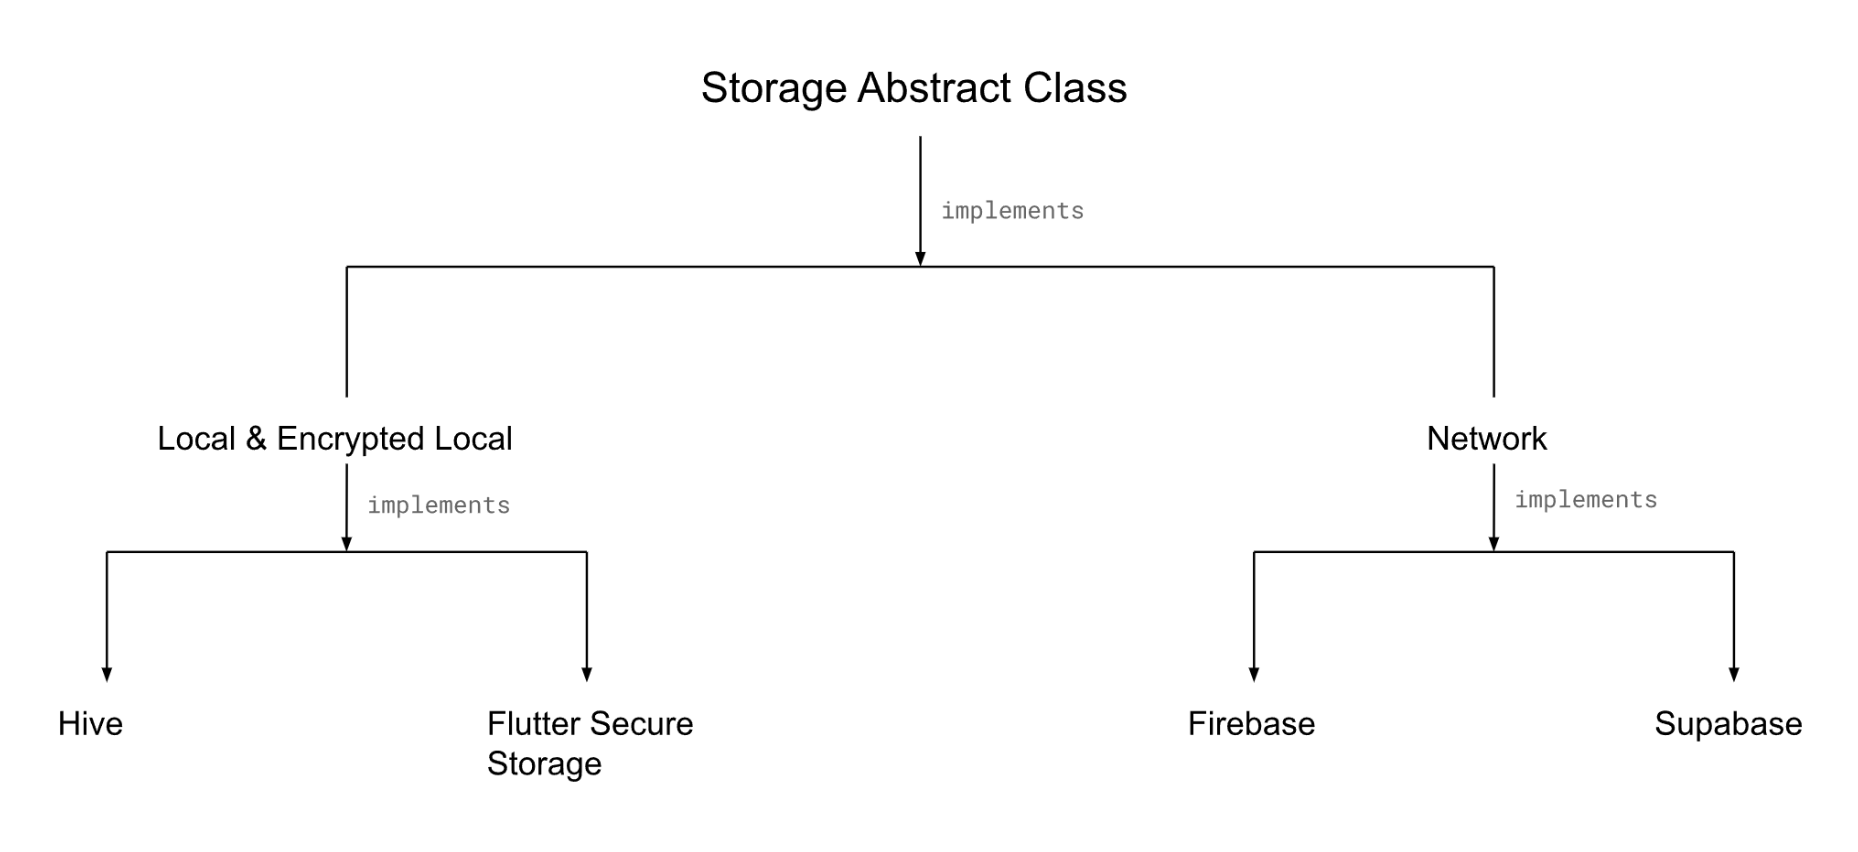 Storage Abstract Class
implements
Local & Encrypted Local
Network
implements
implements
Hive
Flutter Secure
Storage
Firebase
Supabase